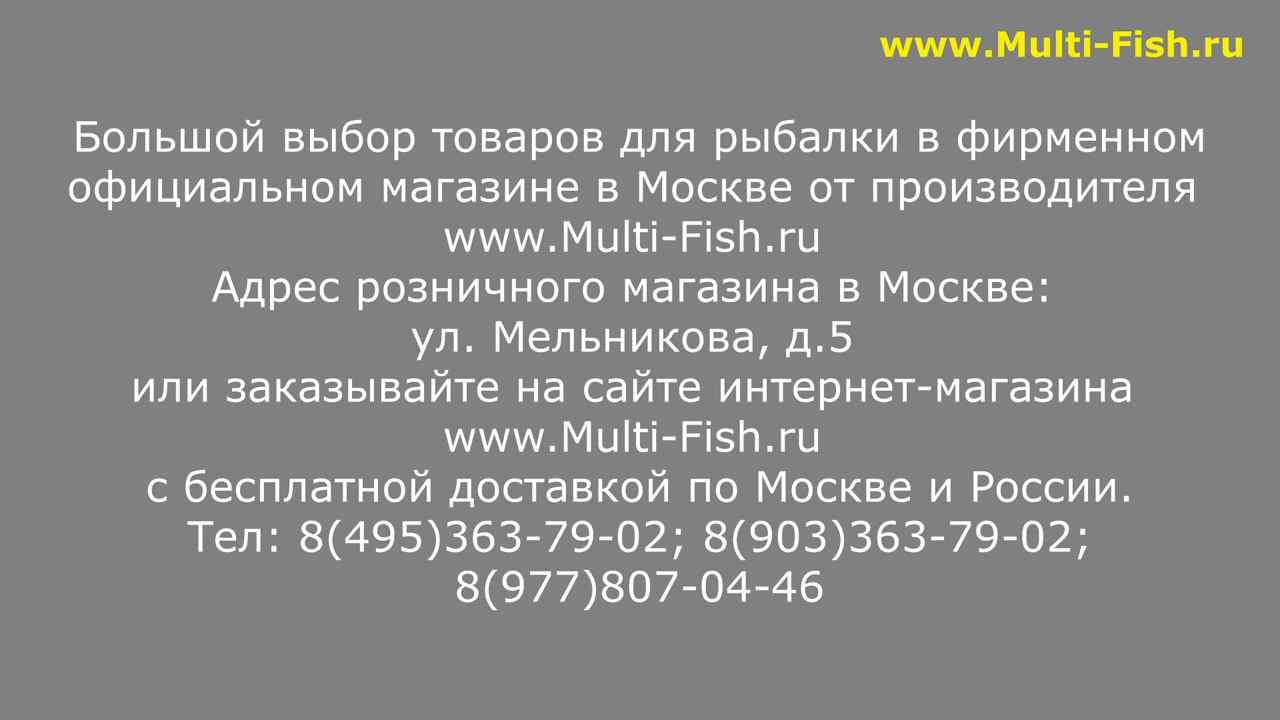 www.Multi-Fish.ru
Большой выбор товаров для рыбалки в фирменном
официальном магазине в Москве от производителя
www.Multi-Fish.ru
Адрес розничного магазина в Москве:
ул. Мельникова, д.5
или заказывайте на сайте интернет-магазина
www.Multi-Fish.ru
с бесплатной доставкой по Москве и России.
Тел: 8(495)363-79-02; 8(903)363-79-02;
8(977)807-04-46